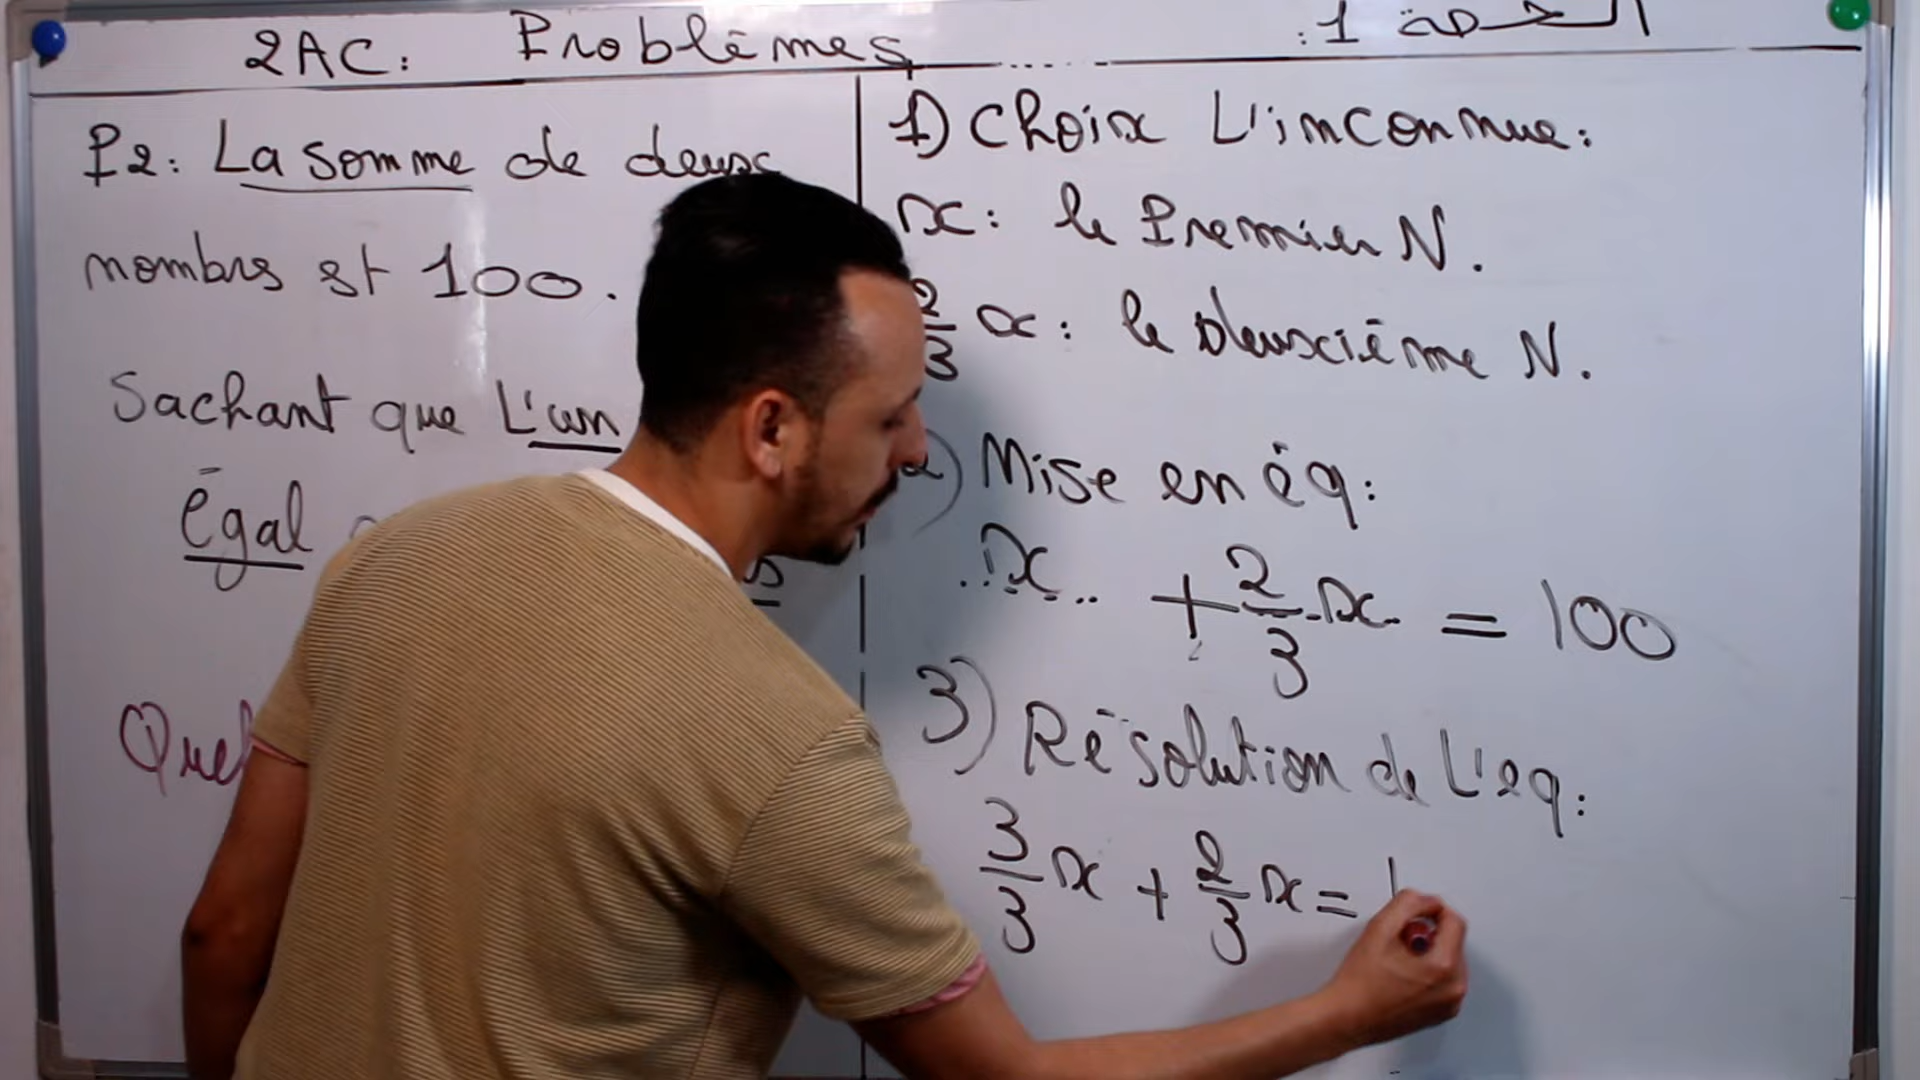 2AC: Problèmes
الحصة 1:
P2: La somme de deux
nombrs est 100.
Sachant que L'un
égal
Quel
1) Choix L'inconnue:
x: le Premier N.
2/3 x: le deuxième N.
2) Mise en éq:
..x.. + 2/3 x = 100
3) Résolution de L'eq:
3/3 x + 2/3 x = 1